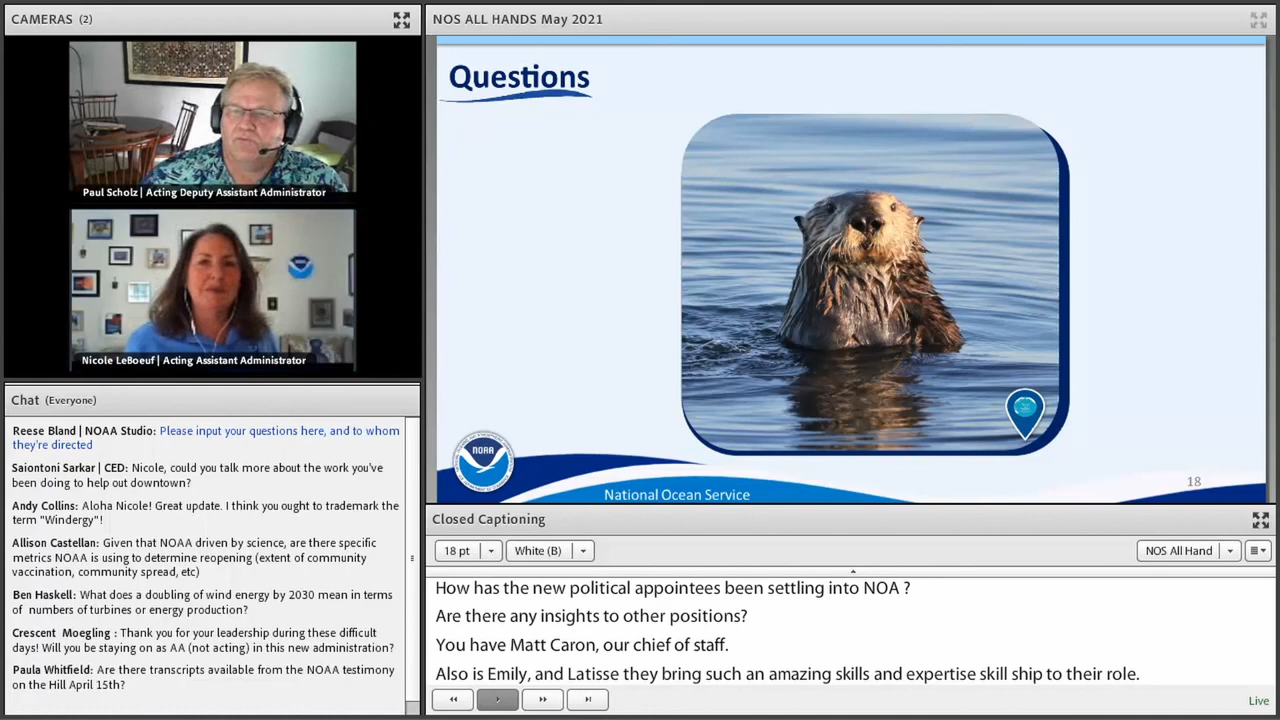 CAMERAS (2)
Paul Scholz | Acting Deputy Assistant Administrator
Nicole LeBoeuf | Acting Assistant Administrator
Chat (Everyone)
Reese Bland | NOAA Studio: Please input your questions here, and to whom
they're directed
Saiontoni Sarkar | CED: Nicole, could you talk more about the work you've
been doing to help out downtown?
Andy Collins: Aloha Nicole! Great update. I think you ought to trademark the
term "Windergy"!
Allison Castellan: Given that NOAA driven by science, are there specific
metrics NOAA is using to determine reopening (extent of community
vaccination, community spread, etc)
Ben Haskell: What does a doubling of wind energy by 2030 mean in terms
of numbers of turbines or energy production?
Crescent Moegling : Thank you for your leadership during these difficult
days! Will you be staying on as AA (not acting) in this new administration?
Paula Whitfield: Are there transcripts available from the NOAA testimony
on the Hill April 15th?
NOS ALL HANDS May 2021
Questions
NOAA
National Ocean Service
18
Closed Captioning
18 pt
White (B)
NOS All Hand
How has the new political appointees been settling into NOA ?
Are there any insights to other positions?
You have Matt Caron, our chief of staff.
Also is Emily, and Latisse they bring such an amazing skills and expertise skill ship to their role.
Live